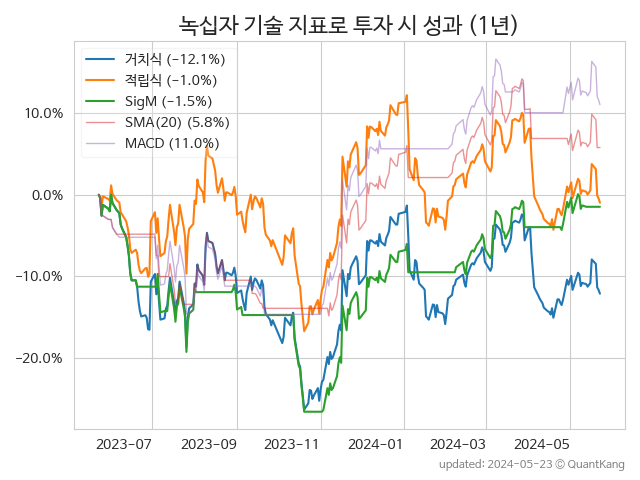 녹십자 기술 지표로 투자 시 성과 (1년)
거치식 (−12.1%)
적립식 (−1.0%)
SigM (−1.5%)
SMA(20) (5.8%)
MACD (11.0%)
10.0%
0.0%
−10.0%
−20.0%
2023-07 2023-09 2023-11 2024-01 2024-03 2024-05
updated: 2024-05-23 © QuantKang